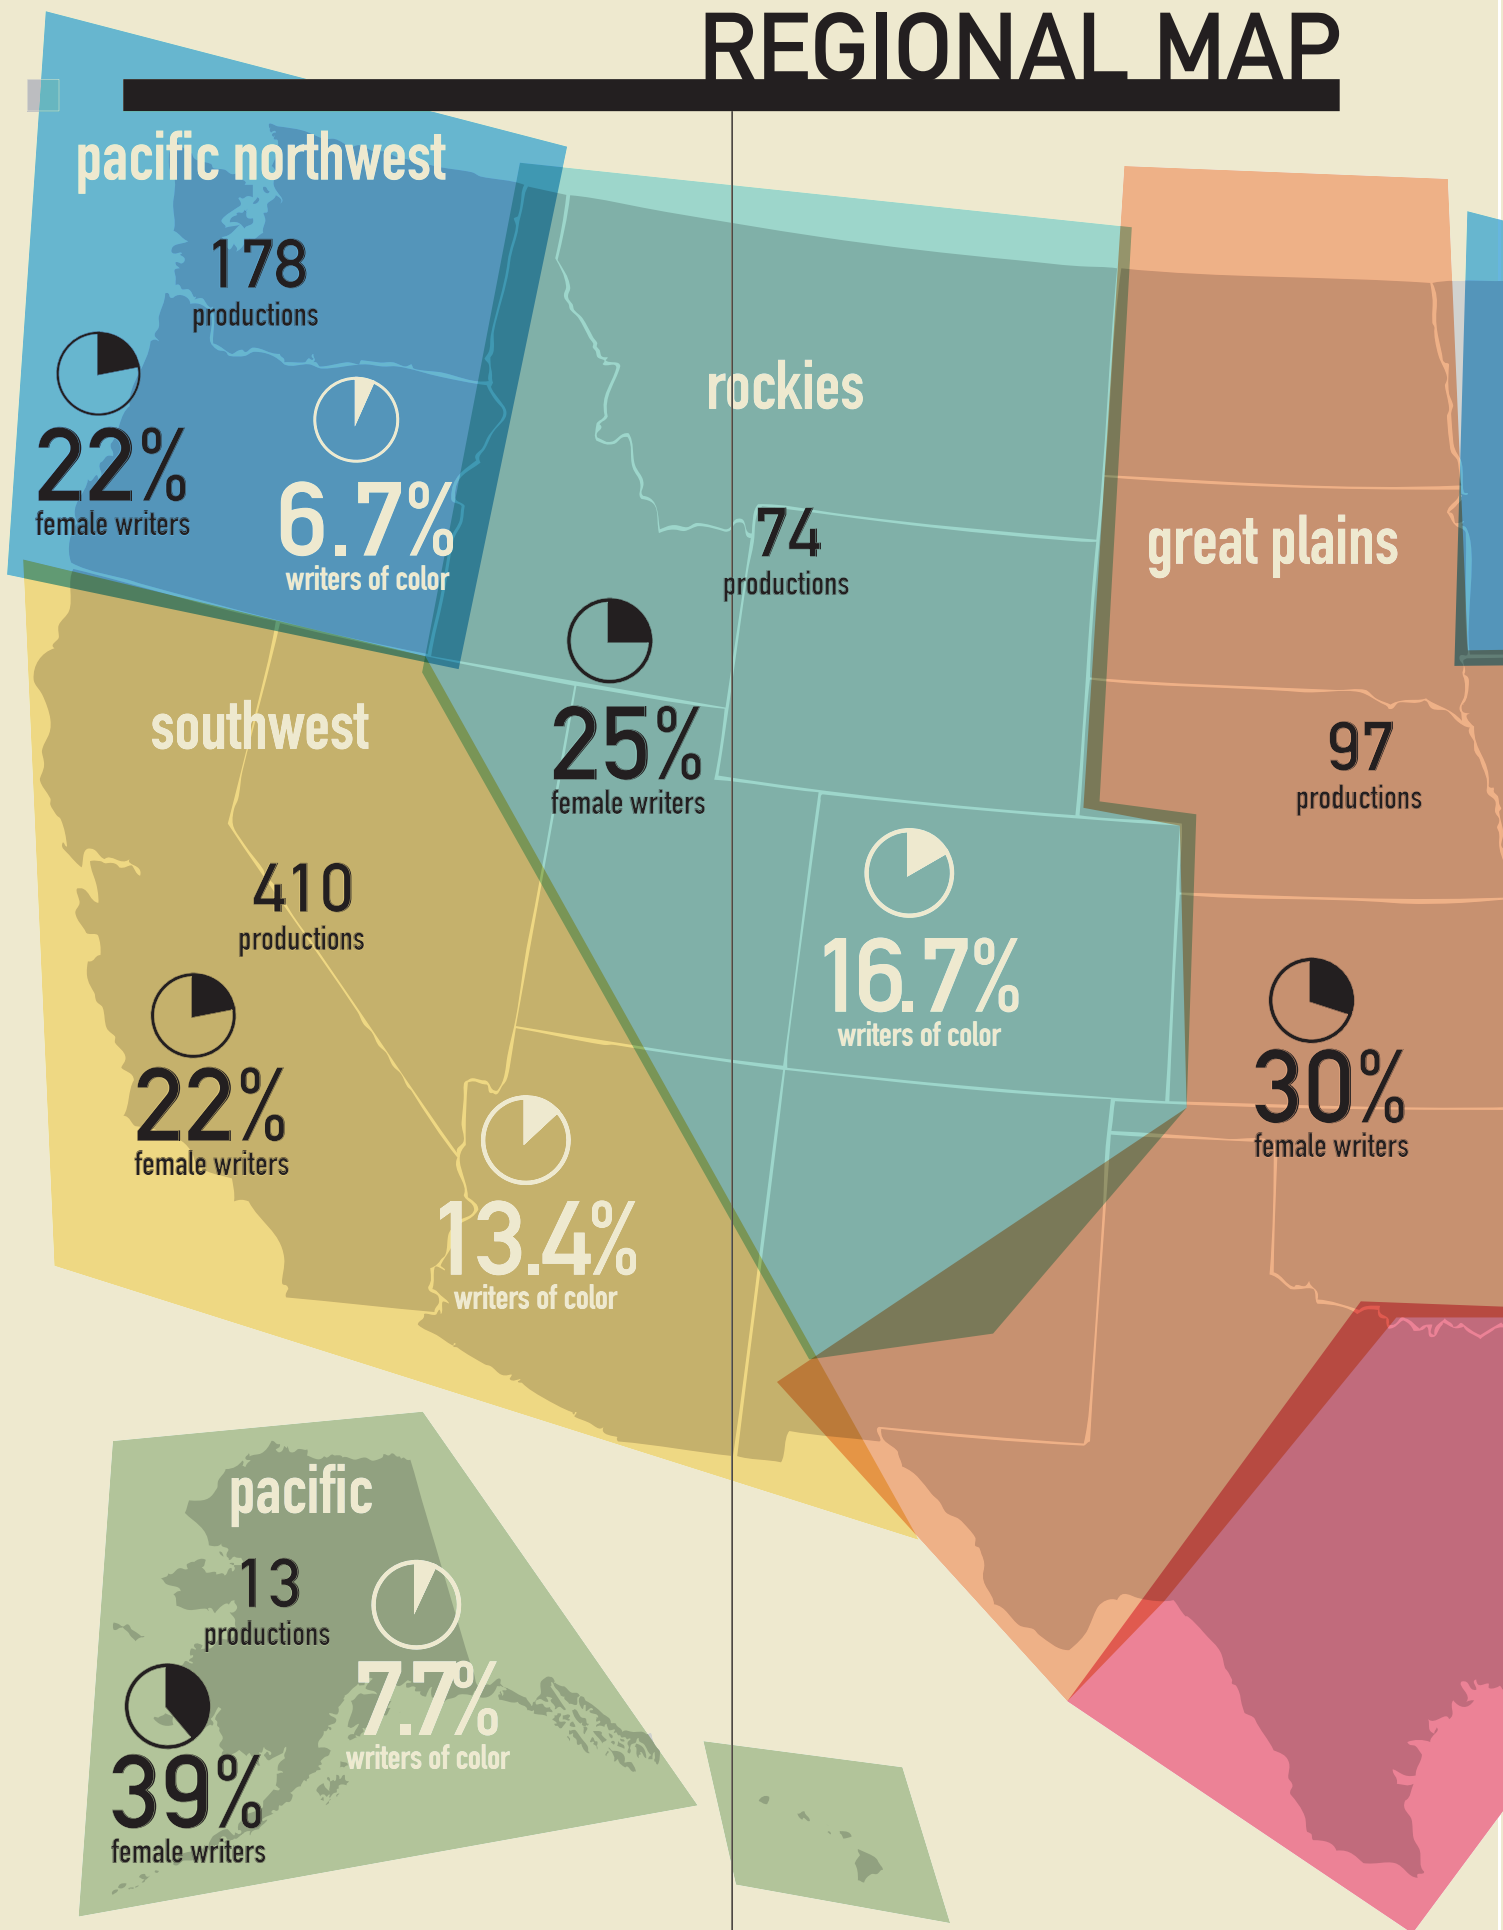 REGIONAL MAP
pacific northwest
178
productions
22%
female writers
6.7%
writers of color
rockies
74
productions
25%
female writers
16.7%
writers of color
great plains
97
productions
30%
female writers
southwest
410
productions
22%
female writers
13.4%
writers of color
pacific
13
productions
39%
female writers
7.7%
writers of color